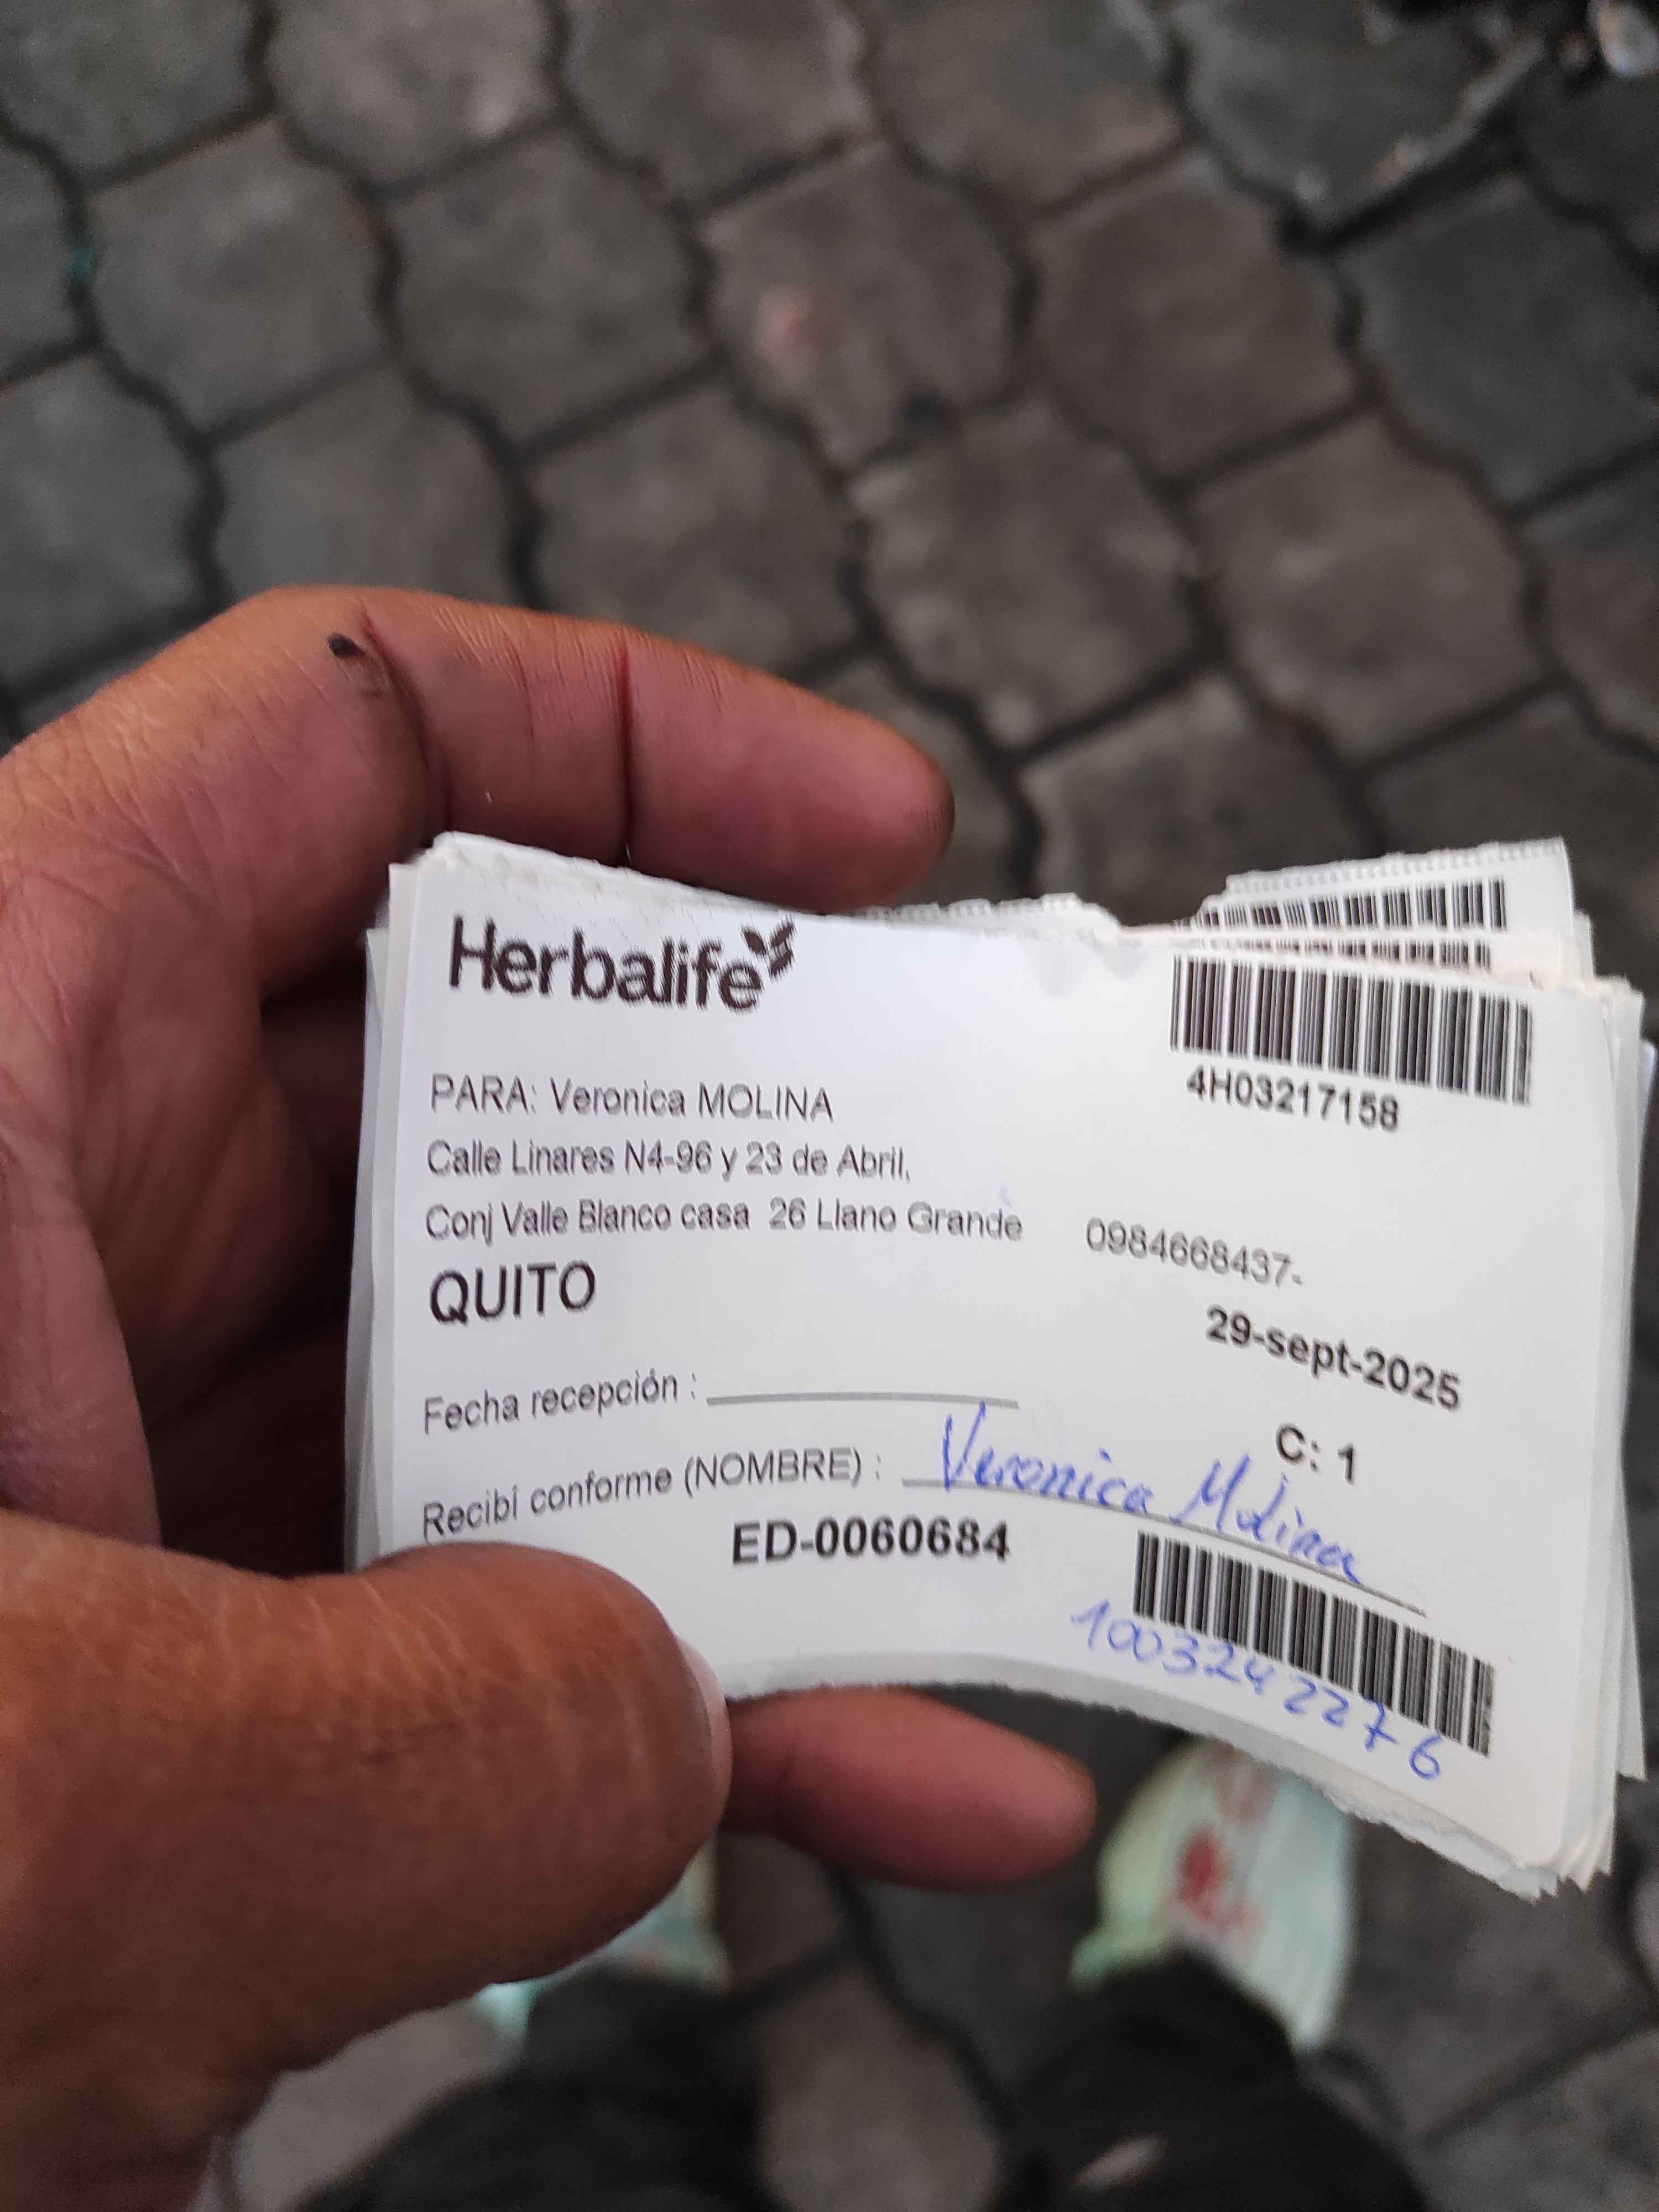 Herbalife
4H03217158
PARA: Veronica MOLINA
Calle Linares N4-96 y 23 de Abril,
Conj Valle Blanco casa 26 Llano Grande 0984668437-
QUITO
29-sept-2025
Fecha recepción : ____________
C: 1
Recibí conforme (NOMBRE) : Veronica Molina
ED-0060684
1003242276